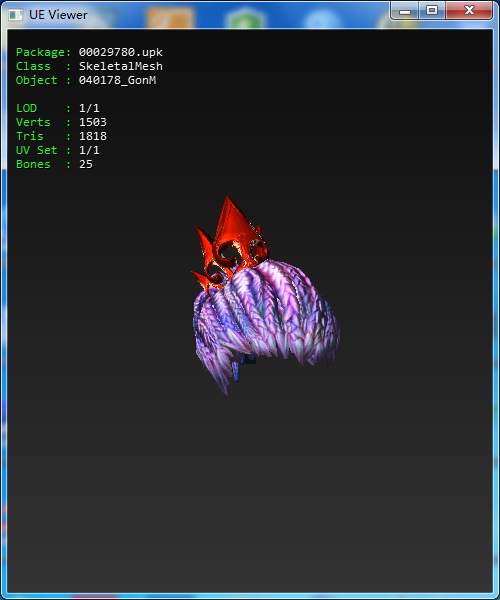 UE Viewer
Package: 00029780.upk
Class : SkeletalMesh
Object : 040178_GonM
LOD : 1/1
Verts : 1503
Tris : 1818
UV Set : 1/1
Bones : 25